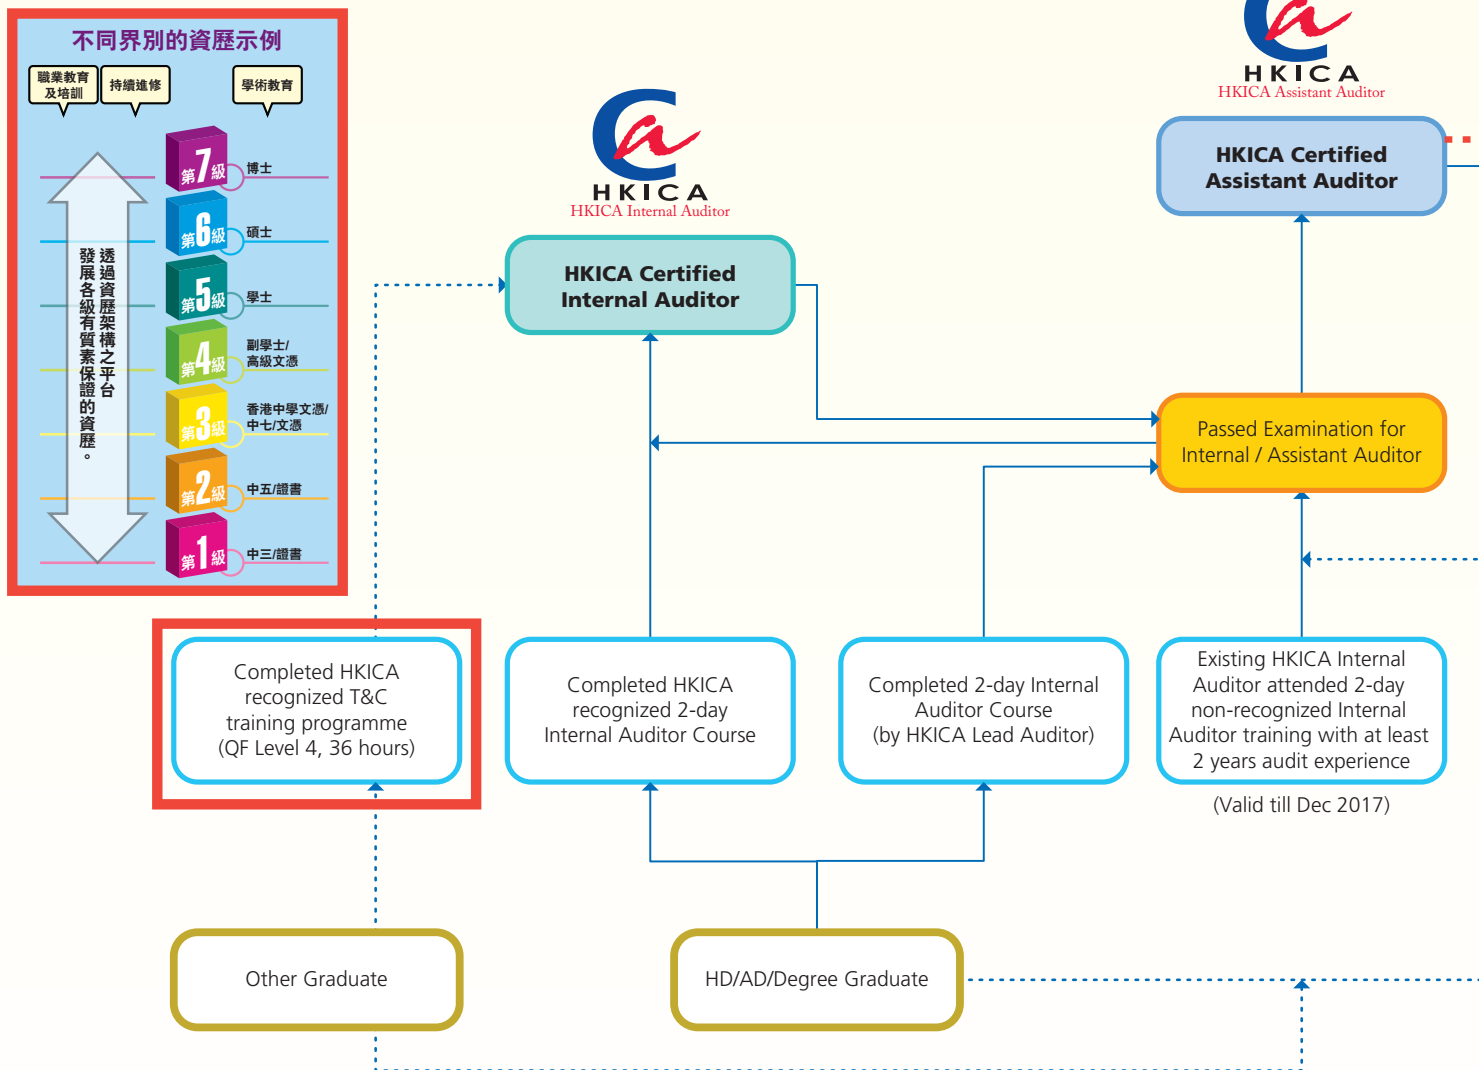 不同界別的資歷示例
職業教育
及培訓
持續進修
學術教育
第7級
博士
第6級
碩士
第5級
學士
第4級
副學士/
高級文憑
第3級
香港中學文憑/
中七/文憑
第2級
中五/證書
第1級
中三/證書
透過資歷架構之平台
發展各級有質素保證的資歷。
HKICA
HKICA Internal Auditor
HKICA Certified
Internal Auditor
HKICA
HKICA Assistant Auditor
HKICA Certified
Assistant Auditor
Passed Examination for
Internal / Assistant Auditor
Completed HKICA
recognized T&C
training programme
(QF Level 4, 36 hours)
Completed HKICA
recognized 2-day
Internal Auditor Course
Completed 2-day Internal
Auditor Course
(by HKICA Lead Auditor)
Existing HKICA Internal
Auditor attended 2-day
non-recognized Internal
Auditor training with at least
2 years audit experience
(Valid till Dec 2017)
Other Graduate
HD/AD/Degree Graduate